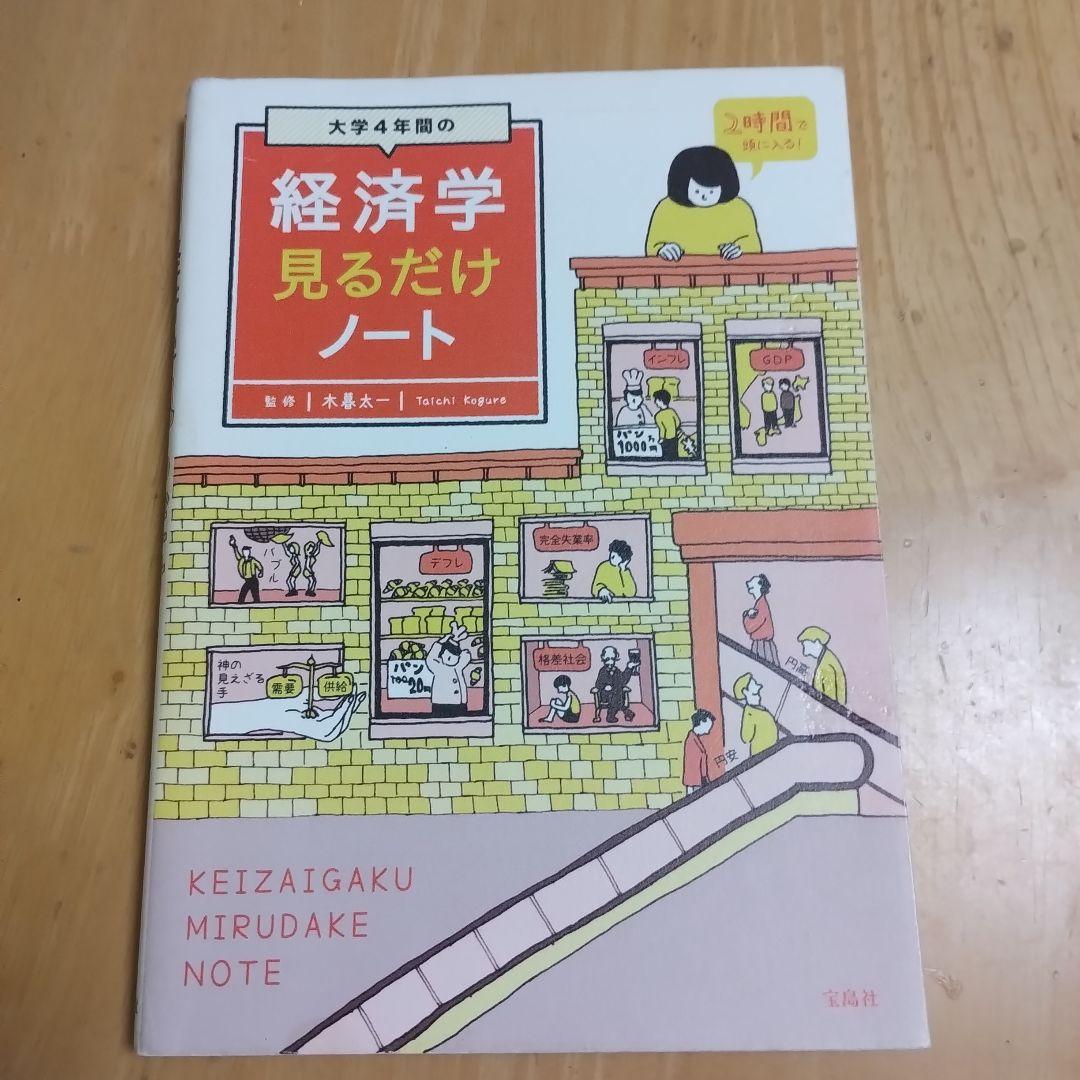 大学4年間の
経済学
見るだけ
ノート
監修 木暮太一 Taichi Kogure
2時間で
頭に入る!
インフレ
パン
1000万円
GDP
バブル
デフレ
パン
100
20円
完全失業率
格差社会
神の
見えざる
手
需要
供給
円高
円安
KEIZAIGAKU
MIRUDAKE
NOTE
宝島社